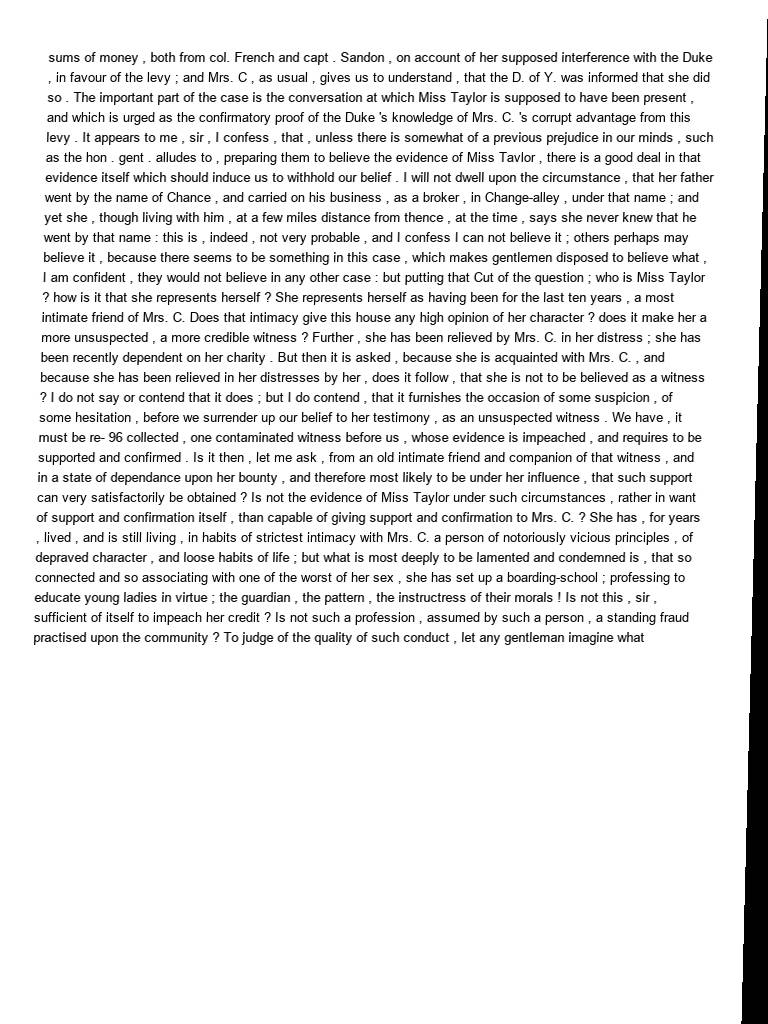 sums of money , both from col. French and capt . Sandon , on account of her supposed interference with the Duke
, in favour of the levy ; and Mrs. C , as usual , gives us to understand , that the D. of Y. was informed that she did
so . The important part of the case is the conversation at which Miss Taylor is supposed to have been present ,
and which is urged as the confirmatory proof of the Duke 's knowledge of Mrs. C. 's corrupt advantage from this
levy . It appears to me , sir , I confess , that , unless there is somewhat of a previous prejudice in our minds , such
as the hon . gent . alludes to , preparing them to believe the evidence of Miss Tavlor , there is a good deal in that
evidence itself which should induce us to withhold our belief . I will not dwell upon the circumstance , that her father
went by the name of Chance , and carried on his business , as a broker , in Change-alley , under that name ; and
yet she , though living with him , at a few miles distance from thence , at the time , says she never knew that he
went by that name : this is , indeed , not very probable , and I confess I can not believe it ; others perhaps may
believe it , because there seems to be something in this case , which makes gentlemen disposed to believe what ,
I am confident , they would not believe in any other case : but putting that Cut of the question ; who is Miss Taylor
? how is it that she represents herself ? She represents herself as having been for the last ten years , a most
intimate friend of Mrs. C. Does that intimacy give this house any high opinion of her character ? does it make her a
more unsuspected , a more credible witness ? Further , she has been relieved by Mrs. C. in her distress ; she has
been recently dependent on her charity . But then it is asked , because she is acquainted with Mrs. C. , and
because she has been relieved in her distresses by her , does it follow , that she is not to be believed as a witness
? I do not say or contend that it does ; but I do contend , that it furnishes the occasion of some suspicion , of
some hesitation , before we surrender up our belief to her testimony , as an unsuspected witness . We have , it
must be re- 96 collected , one contaminated witness before us , whose evidence is impeached , and requires to be
supported and confirmed . Is it then , let me ask , from an old intimate friend and companion of that witness , and
in a state of dependance upon her bounty , and therefore most likely to be under her influence , that such support
can very satisfactorily be obtained ? Is not the evidence of Miss Taylor under such circumstances , rather in want
of support and confirmation itself , than capable of giving support and confirmation to Mrs. C. ? She has , for years
, lived , and is still living , in habits of strictest intimacy with Mrs. C. a person of notoriously vicious principles , of
depraved character , and loose habits of life ; but what is most deeply to be lamented and condemned is , that so
connected and so associating with one of the worst of her sex , she has set up a boarding-school ; professing to
educate young ladies in virtue ; the guardian , the pattern , the instructress of their morals ! Is not this , sir ,
sufficient of itself to impeach her credit ? Is not such a profession , assumed by such a person , a standing fraud
practised upon the community ? To judge of the quality of such conduct , let any gentleman imagine what